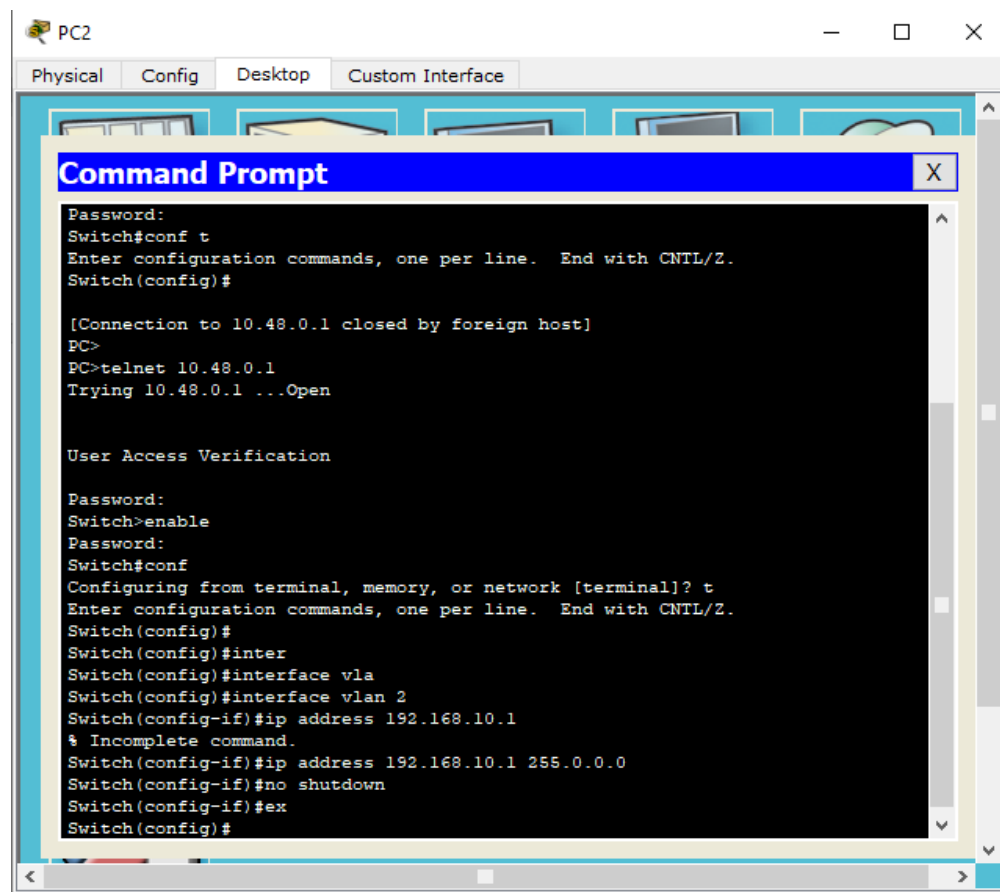 PC2
Physical Config Desktop Custom Interface
Command Prompt
X
Password:
Switch#conf t
Enter configuration commands, one per line.  End with CNTL/Z.
Switch(config)#
[Connection to 10.48.0.1 closed by foreign host]
PC>
PC>telnet 10.48.0.1
Trying 10.48.0.1 ...Open
User Access Verification
Password:
Switch>enable
Password:
Switch#conf
Configuring from terminal, memory, or network [terminal]? t
Enter configuration commands, one per line.  End with CNTL/Z.
Switch(config)#
Switch(config)#inter
Switch(config)#interface vla
Switch(config)#interface vlan 2
Switch(config-if)#ip address 192.168.10.1
% Incomplete command.
Switch(config-if)#ip address 192.168.10.1 255.0.0.0
Switch(config-if)#no shutdown
Switch(config-if)#ex
Switch(config)#